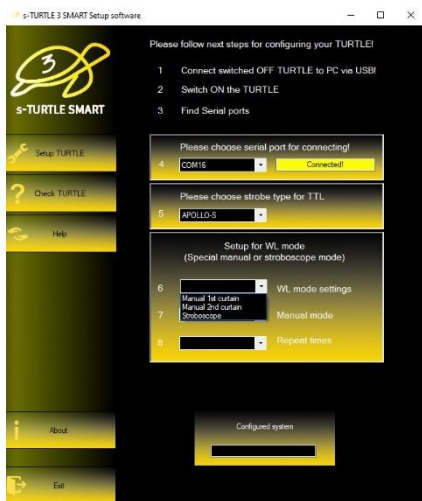 s-TURTLE 3 SMART Setup software
3
s-TURTLE SMART
Setup TURTLE
Check TURTLE
Help
About
Exit
Please follow next steps for configuring your TURTLE!
1 Connect switched OFF TURTLE to PC via USB!
2 Switch ON the TURTLE
3 Find Serial ports
Please choose serial port for connecting!
4 COM16 Connected!
Please choose strobe type for TTL
5 APOLLO-S
Setup for WL mode
(Special manual or stroboscope mode)
6 WL mode settings
Manual 1st curtain
Manual 2nd curtain
Stroboscope
7 Manual mode
8 Repeat times
Configured system